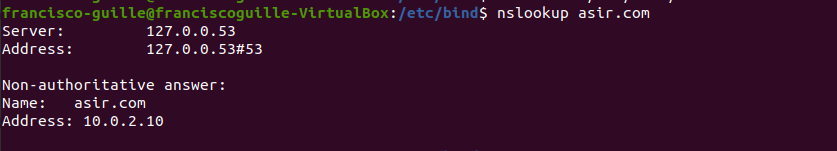 francisco-guille@franciscoguille-VirtualBox:/etc/bind$ nslookup asir.com
Server: 127.0.0.53
Address: 127.0.0.53#53
Non-authoritative answer:
Name: asir.com
Address: 10.0.2.10